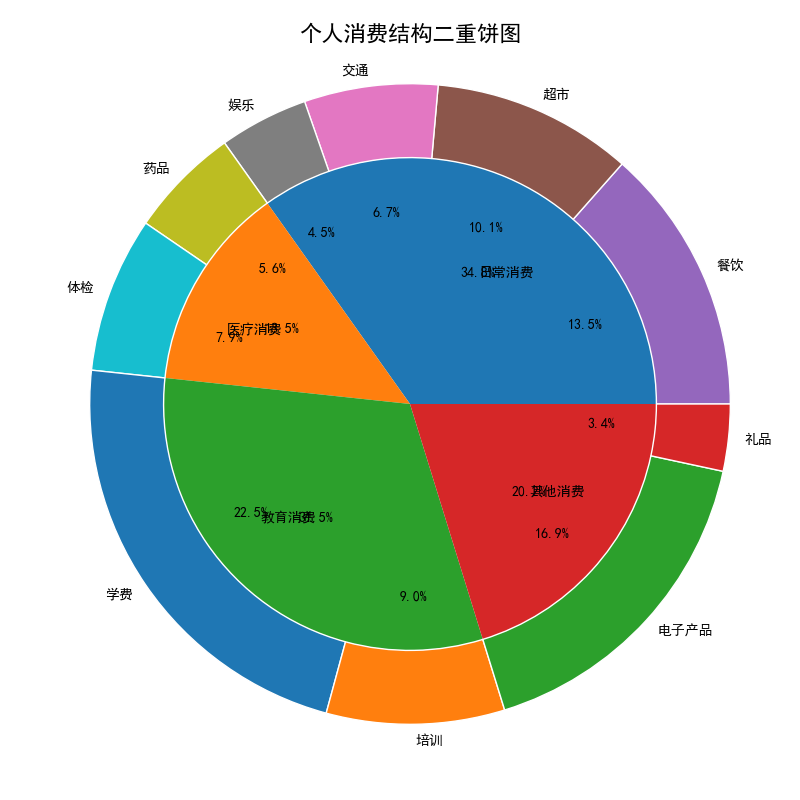 个人消费结构二重饼图
交通
超市
娱乐
药品
体检
餐饮
礼品
电子产品
培训
学费
6.7%
4.5%
10.1%
5.6%
日常消费
13.5%
医疗消费
7.9%
3.4%
其他消费
16.9%
22.5%
教育消费
9.0%